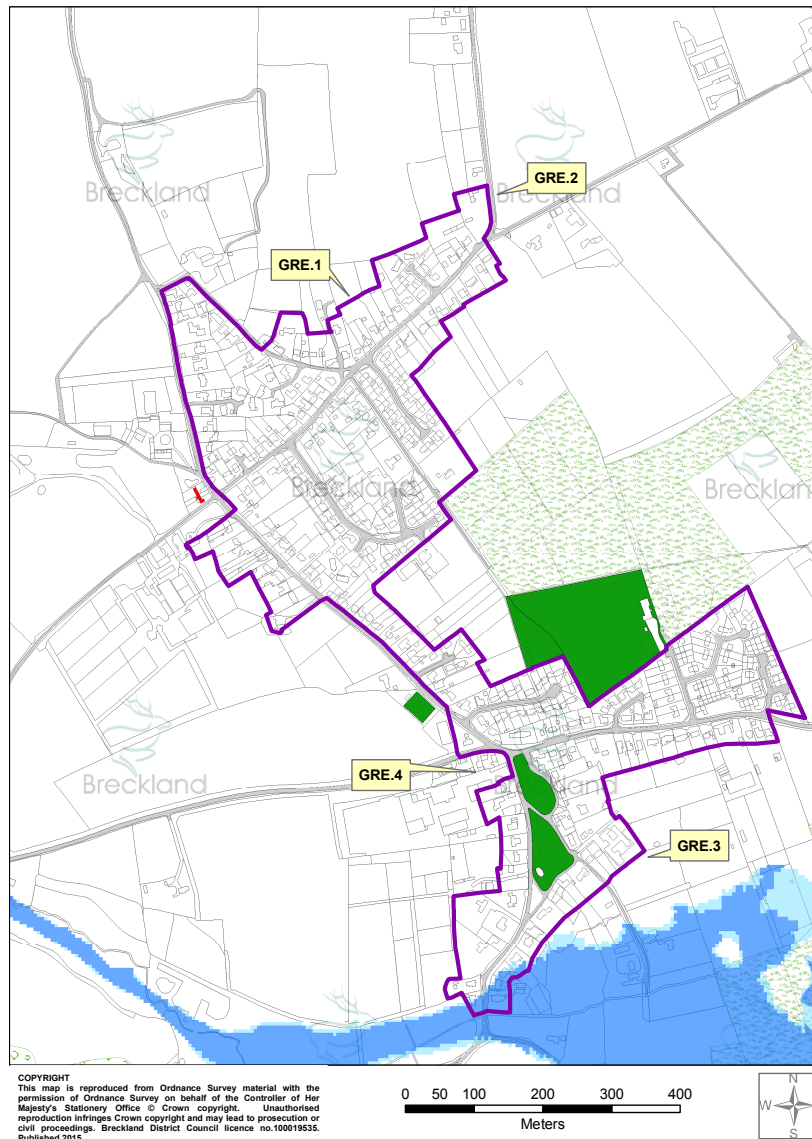 Breckland
Breckland
GRE.2
GRE.1
Breckland
Breckland
GRE.4
Breckland
Breckland
GRE.3
COPYRIGHT
This map is reproduced from Ordnance Survey material with the
permission of Ordnance Survey on behalf of the Controller of Her
Majesty's Stationery Office © Crown copyright. Unauthorised
reproduction infringes Crown copyright and may lead to prosecution or
civil proceedings. Breckland District Council licence no.100019535.
Published 2015
0 50 100 200 300 400
Meters
N
W E
S